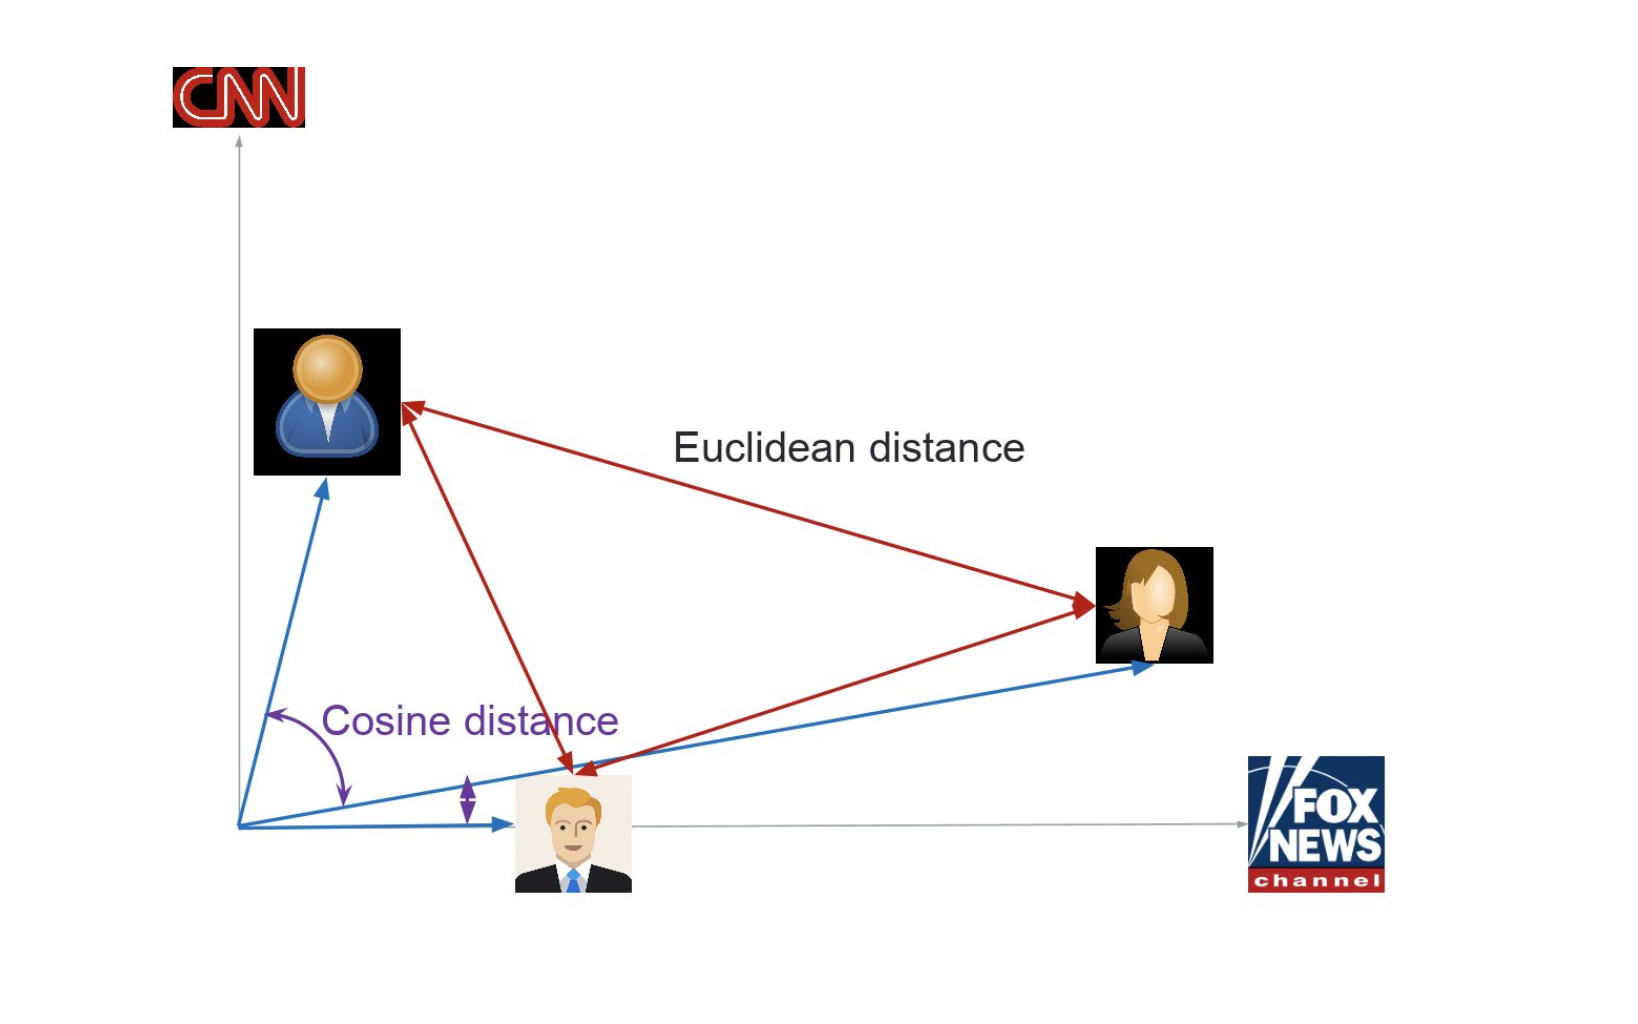 CNN
Euclidean distance
Cosine distance
FOX
NEWS
channel